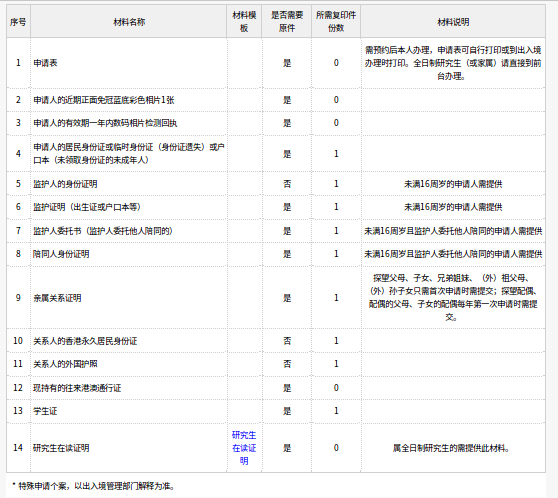 序号 材料名称 材料模板 是否需要原件 所需复印件份数 材料说明
1 申请表 是 0 需预约后本人办理，申请表可自行打印或到出入境办理时打印。全日制研究生（或家属）请直接到前台办理。
2 申请人的近期正面免冠蓝底彩色相片1张 是 0
3 申请人的有效期一年内数码相片检测回执 是 0
4 申请人的居民身份证或临时身份证（身份证遗失）或户口本（未领取身份证的未成年人） 是 1
5 监护人的身份证明 否 1 未满16周岁的申请人需提供
6 监护证明（出生证或户口本等） 是 1 未满16周岁的申请人需提供
7 监护人委托书（监护人委托他人陪同的） 是 1 未满16周岁且监护人委托他人陪同的申请人需提供
8 陪同人身份证明 是 1 未满16周岁且监护人委托他人陪同的申请人需提供
9 亲属关系证明 是 1 探望父母、子女、兄弟姐妹、（外）祖父母、（外）孙子女只需首次申请时需提交；探望配偶、配偶的父母、子女的配偶每年第一次申请时需提交。
10 关系人的香港永久居民身份证 否 1
11 关系人的外国护照 否 1
12 现持有的往来港澳通行证 是 0
13 学生证 是 1
14 研究生在读证明 研究生在读证明 是 0 属全日制研究生的需提供此材料。
* 特殊申请个案，以出入境管理部门解释为准。